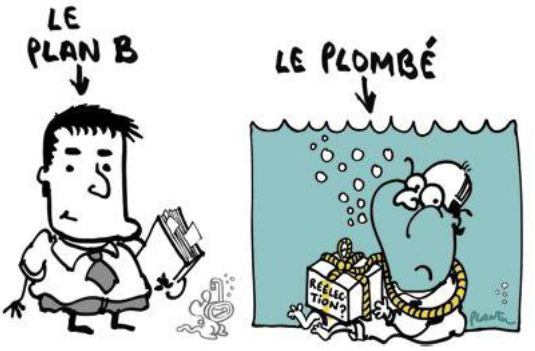 LE
PLAN B
LE PLOMBÉ
RÉÉLEC-
TION?
PLANTU